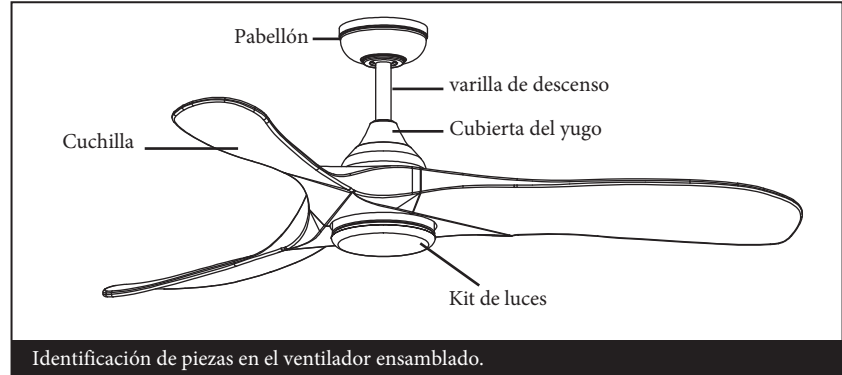 Pabellón
varilla de descenso
Cubierta del yugo
Cuchilla
Kit de luces
Identificación de piezas en el ventilador ensamblado.